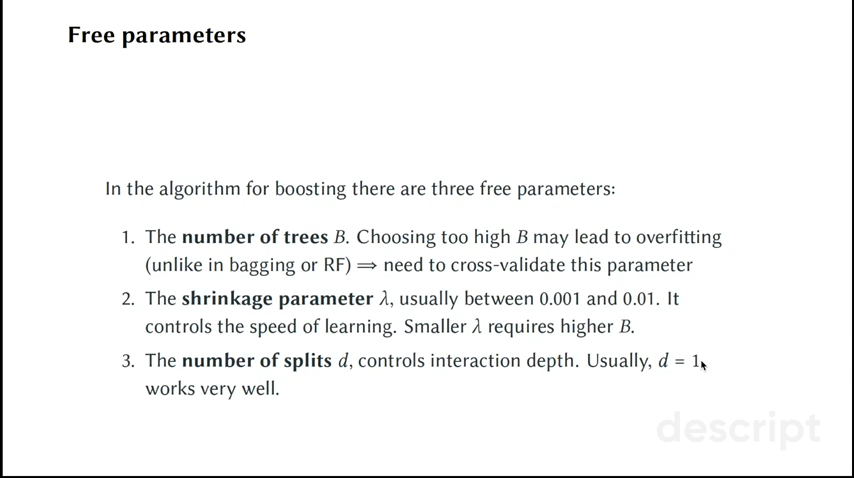 Free parameters
In the algorithm for boosting there are three free parameters:
1. The number of trees B. Choosing too high B may lead to overfitting
(unlike in bagging or RF) ⟹ need to cross-validate this parameter
2. The shrinkage parameter λ, usually between 0.001 and 0.01. It
controls the speed of learning. Smaller λ requires higher B.
3. The number of splits d, controls interaction depth. Usually, d = 1
works very well.
descript